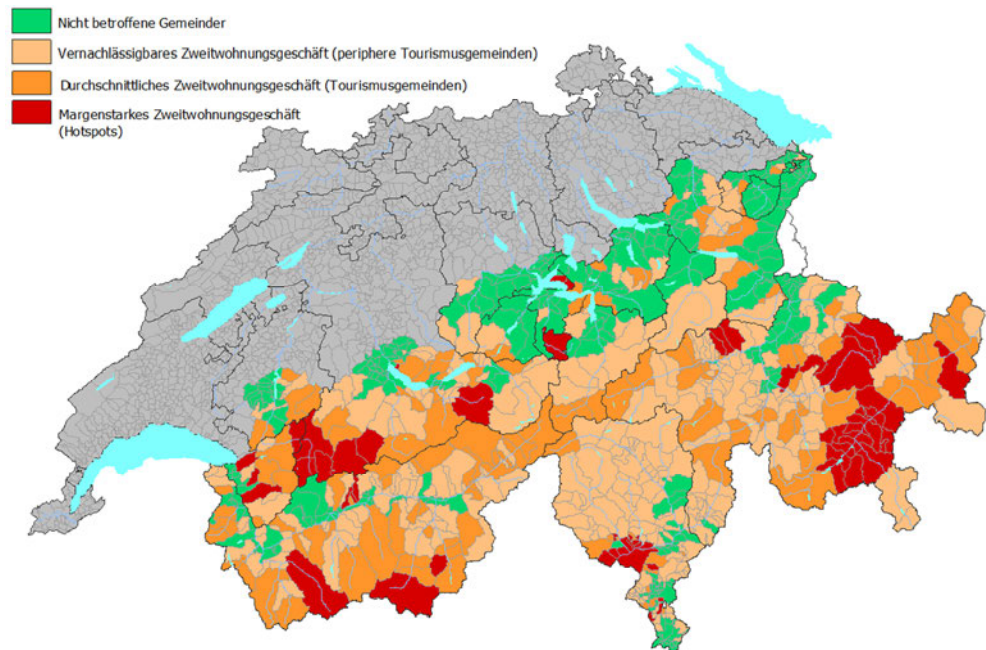 Nicht betroffene Gemeinder
Vernachlässigbares Zweitwohnungsgeschäft (periphere Tourismusgemeinden)
Durchschnittliches Zweitwohnungsgeschäft (Tourismusgemeinden)
Margenstarkes Zweitwohnungsgeschäft
(Hotspots)